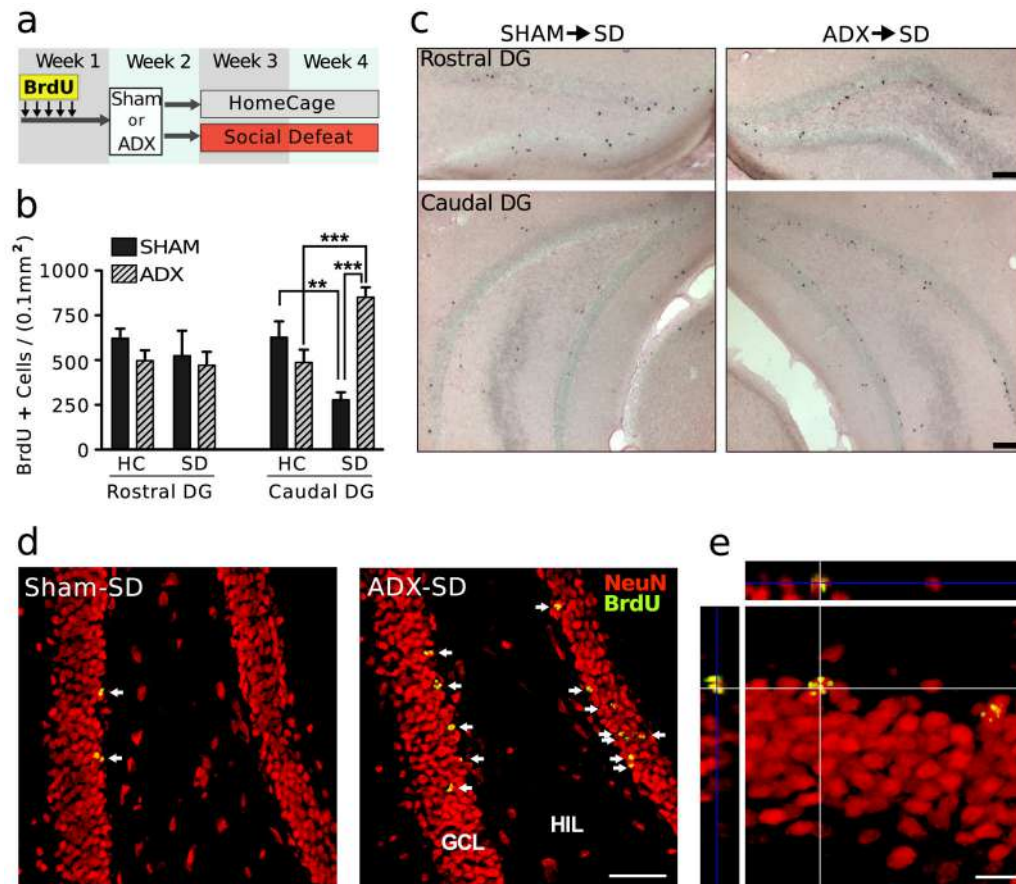 a
Week 1 Week 2 Week 3 Week 4
BrdU
Sham
or
ADX
HomeCage
Social Defeat
b
BrdU + Cells / (0.1mm²)
SHAM
ADX
1000
750
500
250
0
** *** ***
HC SD HC SD
Rostral DG Caudal DG
c
SHAM➔SD ADX➔SD
Rostral DG
Caudal DG
d
Sham-SD
ADX-SD
NeuN
BrdU
GCL
HIL
e